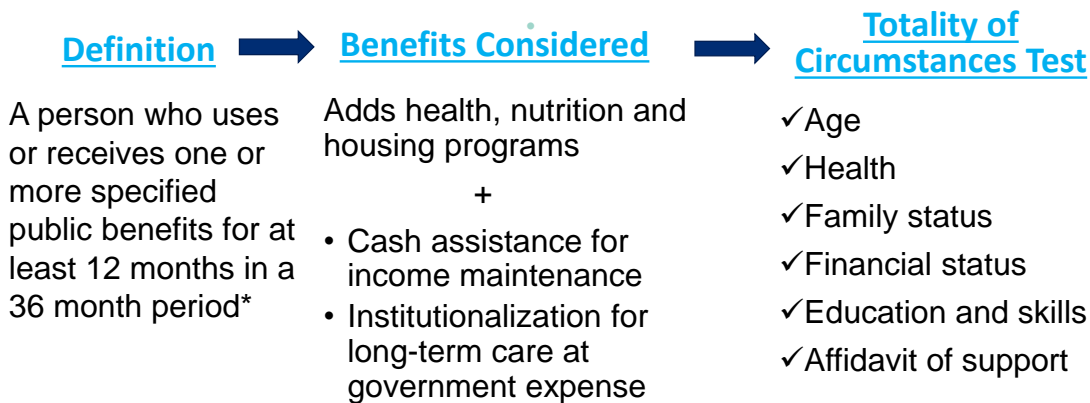 Definition
A person who uses
or receives one or
more specified
public benefits for at
least 12 months in a
36 month period*
Benefits Considered
Adds health, nutrition and
housing programs
+
• Cash assistance for
income maintenance
• Institutionalization for
long-term care at
government expense
Totality of
Circumstances Test
✓Age
✓Health
✓Family status
✓Financial status
✓Education and skills
✓Affidavit of support